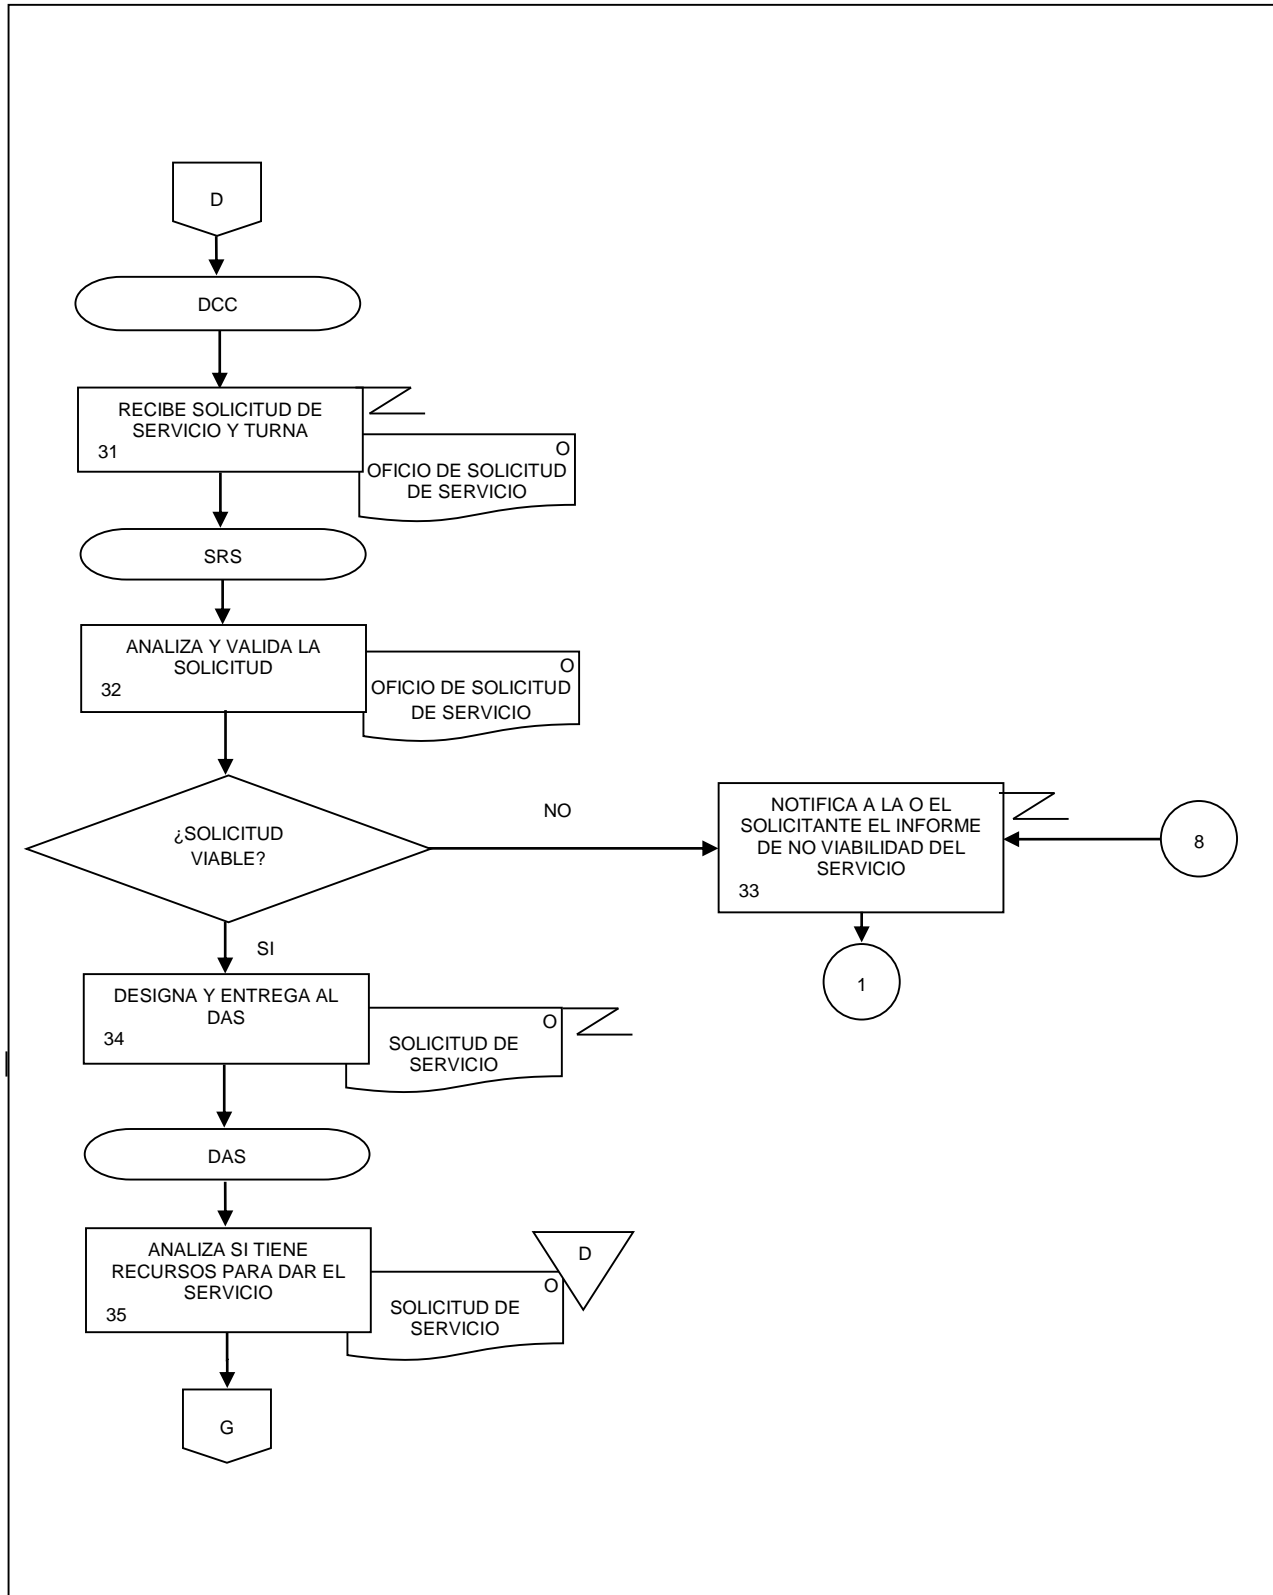 D
DCC
RECIBE SOLICITUD DE
SERVICIO Y TURNA
31
O
OFICIO DE SOLICITUD
DE SERVICIO
SRS
ANALIZA Y VALIDA LA
SOLICITUD
32
O
OFICIO DE SOLICITUD
DE SERVICIO
¿SOLICITUD
VIABLE?
NO
NOTIFICA A LA O EL
SOLICITANTE EL INFORME
DE NO VIABILIDAD DEL
SERVICIO
33
8
1
SI
DESIGNA Y ENTREGA AL
DAS
34
O
SOLICITUD DE
SERVICIO
DAS
ANALIZA SI TIENE
RECURSOS PARA DAR EL
SERVICIO
35
O
SOLICITUD DE
SERVICIO
D
G